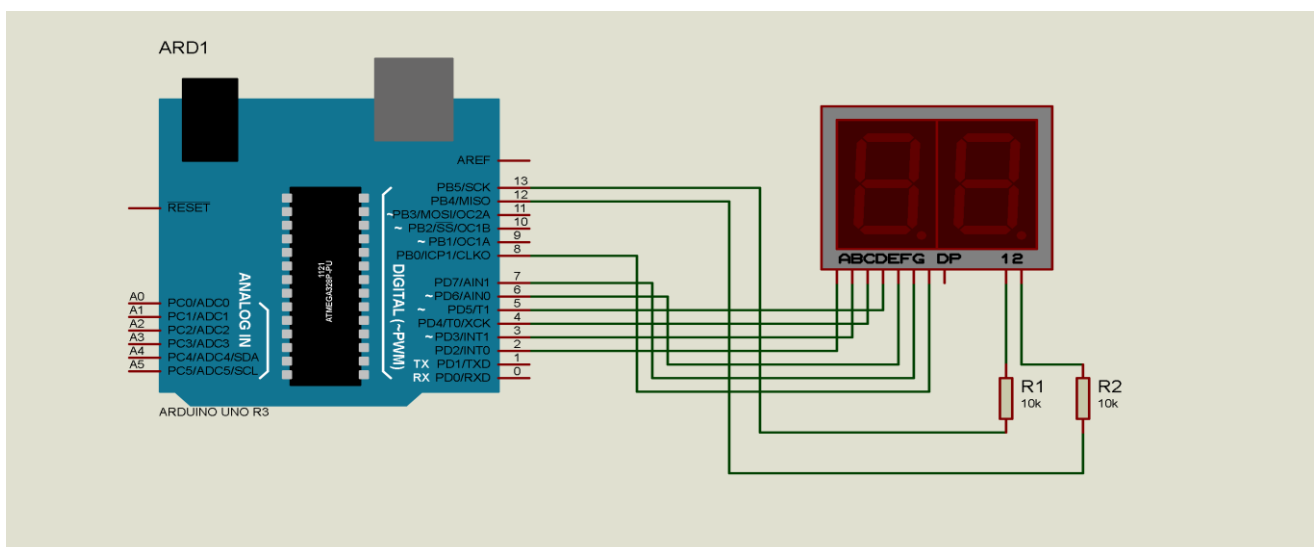 ARD1
AREF
13
PB5/SCK
12
PB4/MISO
RESET
11
~PB3/MOSI/OC2A
10
~ PB2/SS/OC1B
9
~ PB1/OC1A
8
PB0/ICP1/CLKO
1121
ATMEGA328P-PU
DIGITAL (~PWM)
ANALOG IN
7
PD7/AIN1
6
~PD6/AIN0
5
~ PD5/T1
4
PD4/T0/XCK
3
~PD3/INT1
2
PD2/INT0
1
TX PD1/TXD
0
RX PD0/RXD
A0 PC0/ADC0
A1 PC1/ADC1
A2 PC2/ADC2
A3 PC3/ADC3
A4 PC4/ADC4/SDA
A5 PC5/ADC5/SCL
ARDUINO UNO R3
ABCDEFG DP 12
R1
10k
R2
10k